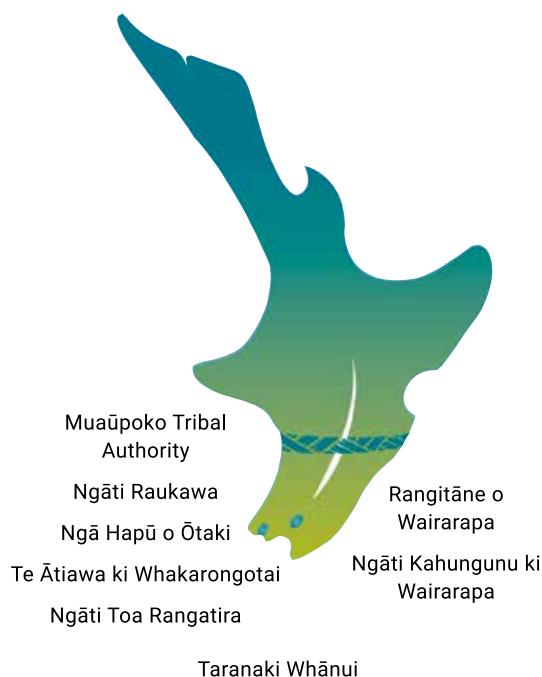 Muaūpoko Tribal
Authority
Ngāti Raukawa
Ngā Hapū o Ōtaki
Te Ātiawa ki Whakarongotai
Ngāti Toa Rangatira
Rangitāne o
Wairarapa
Ngāti Kahungunu ki
Wairarapa
Taranaki Whānui